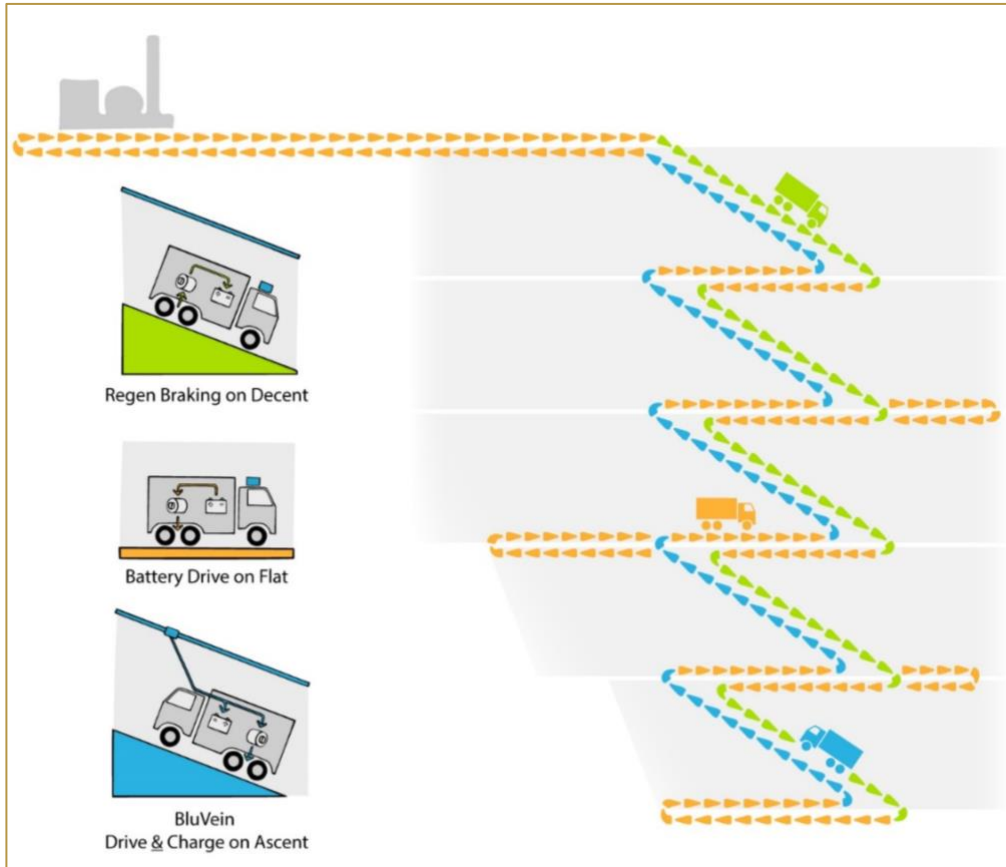 Regen Braking on Decent
Battery Drive on Flat
BluVein
Drive & Charge on Ascent